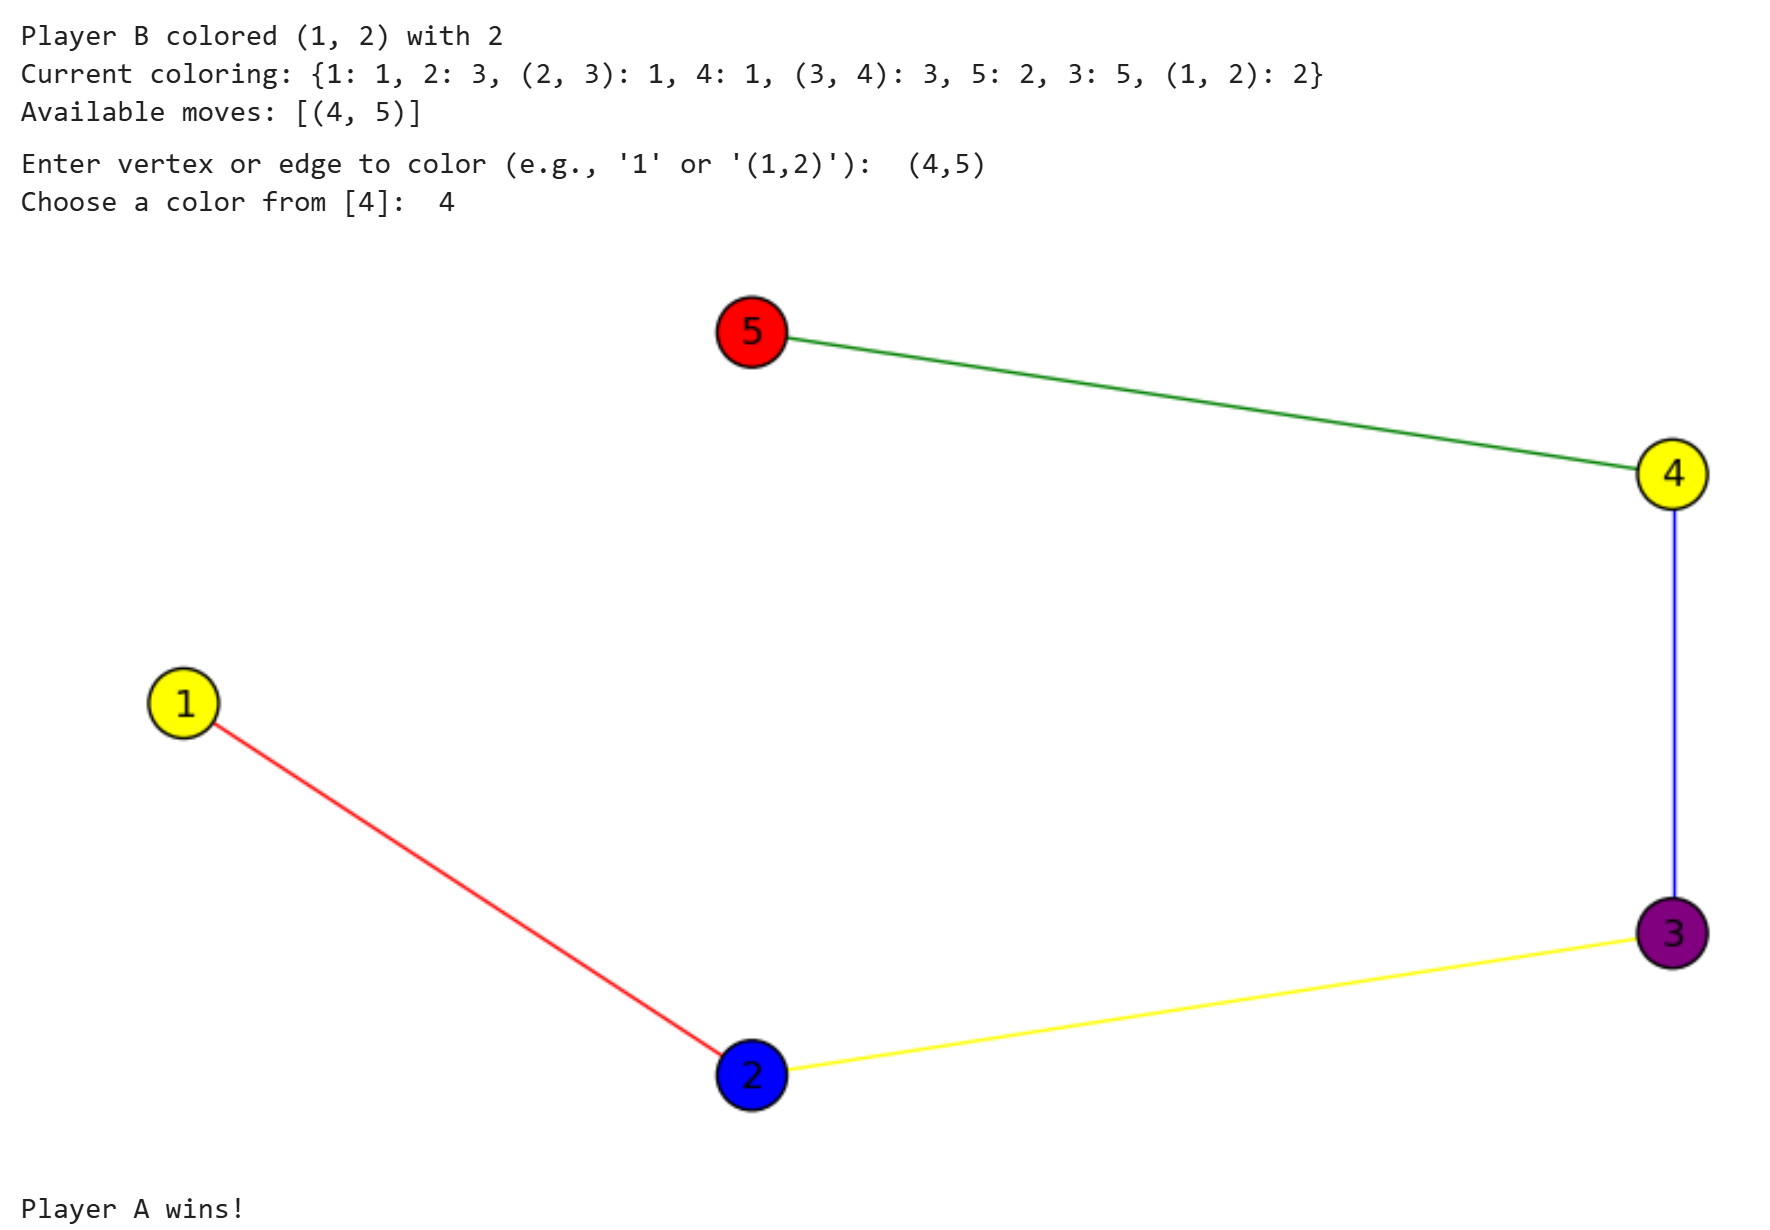 Player B colored (1, 2) with 2
Current coloring: {1: 1, 2: 3, (2, 3): 1, 4: 1, (3, 4): 3, 5: 2, 3: 5, (1, 2): 2}
Available moves: [(4, 5)]
Enter vertex or edge to color (e.g., '1' or '(1,2)'):  (4,5)
Choose a color from [4]:  4
5
4
1
3
2
Player A wins!